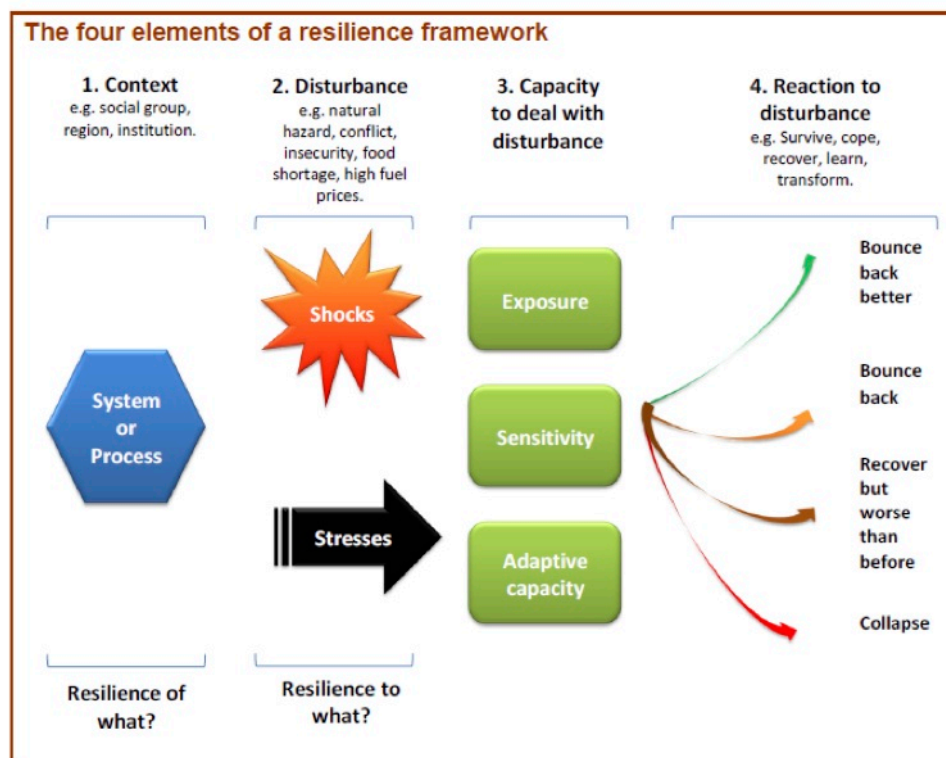 The four elements of a resilience framework
1. Context
e.g. social group,
region, institution.
2. Disturbance
e.g. natural
hazard, conflict,
insecurity, food
shortage, high fuel
prices.
3. Capacity
to deal with
disturbance
4. Reaction to
disturbance
e.g. Survive, cope,
recover, learn,
transform.
System
or
Process
Shocks
Stresses
Exposure
Sensitivity
Adaptive
capacity
Bounce
back
better
Bounce
back
Recover
but
worse
than
before
Collapse
Resilience of
what?
Resilience to
what?